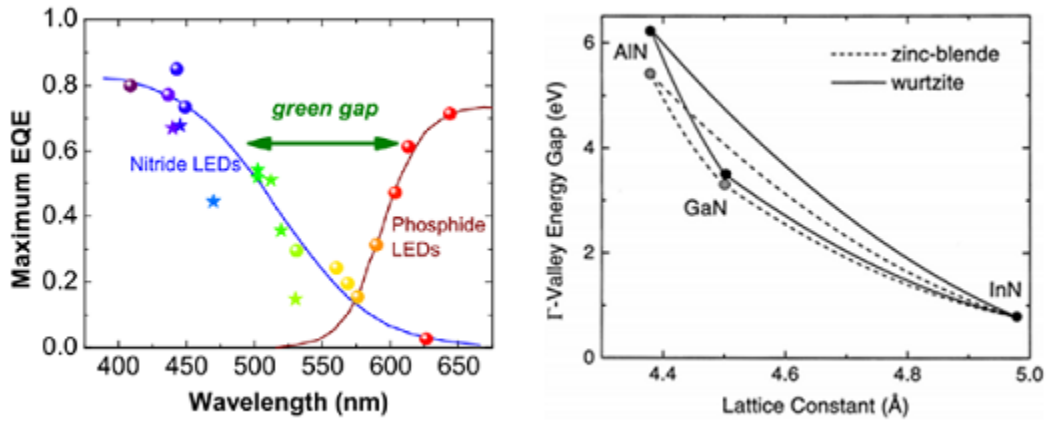 1.0
0.8
0.6
0.4
0.2
0.0
Maximum EQE
green gap
Nitride LEDs
Phosphide
LEDs
400 450 500 550 600 650
Wavelength (nm)
6
4
2
0
Γ-Valley Energy Gap (eV)
AlN
zinc-blende
wurtzite
GaN
InN
4.4 4.6 4.8 5.0
Lattice Constant (Å)